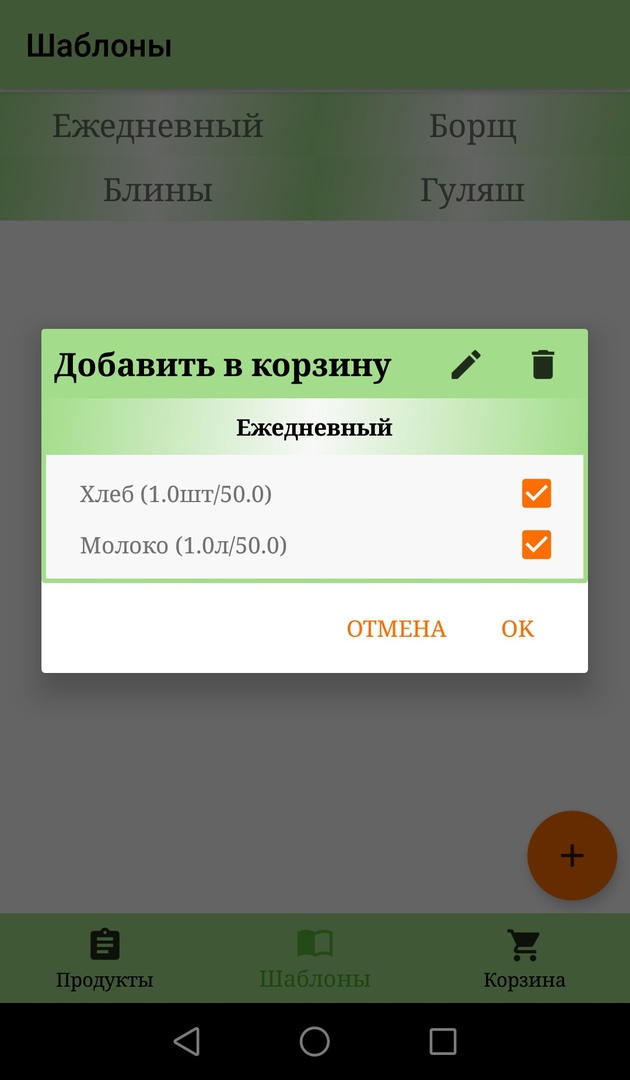 Шаблоны
Ежедневный Борщ
Блины Гуляш
Добавить в корзину
Ежедневный
Хлеб (1.0шт/50.0)
Молоко (1.0л/50.0)
ОТМЕНА OK
Продукты Шаблоны Корзина